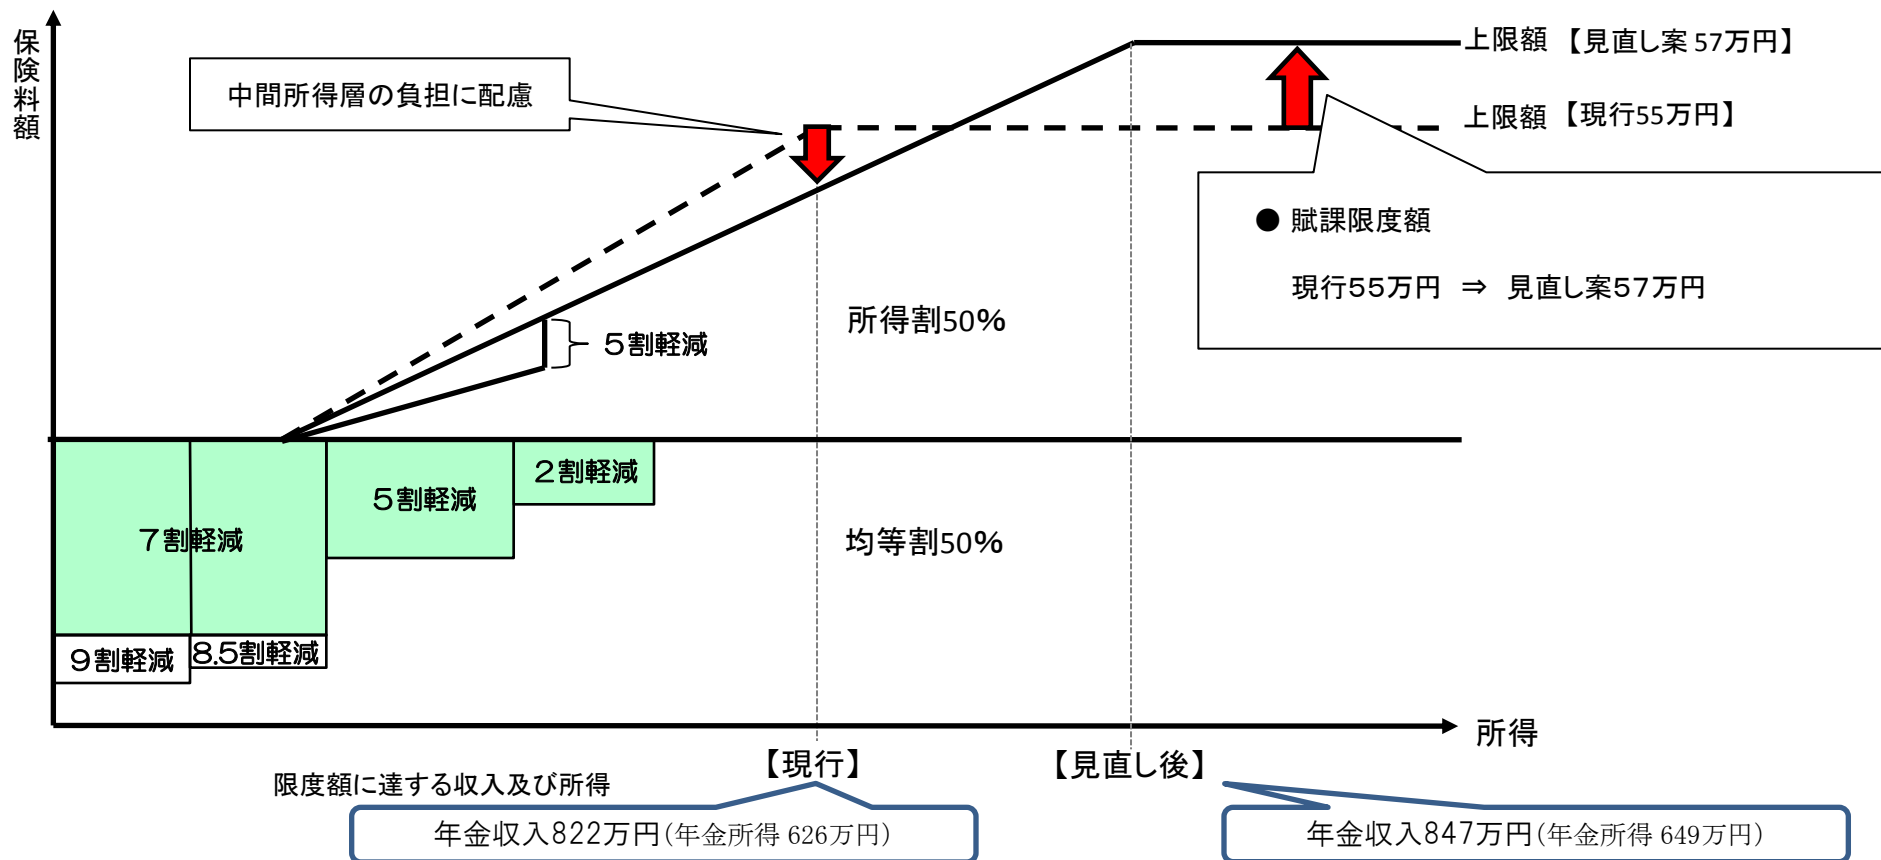 保険料額
上限額 【見直し案 57万円】
中間所得層の負担に配慮
上限額 【現行55万円】
● 賦課限度額
現行55万円 ⇒ 見直し案57万円
所得割50%
５割軽減
２割軽減
５割軽減
７割軽減
均等割50%
９割軽減
8.5割軽減
所得
【現行】
【見直し後】
限度額に達する収入及び所得
年金収入822万円(年金所得 626万円)
年金収入847万円(年金所得 649万円)